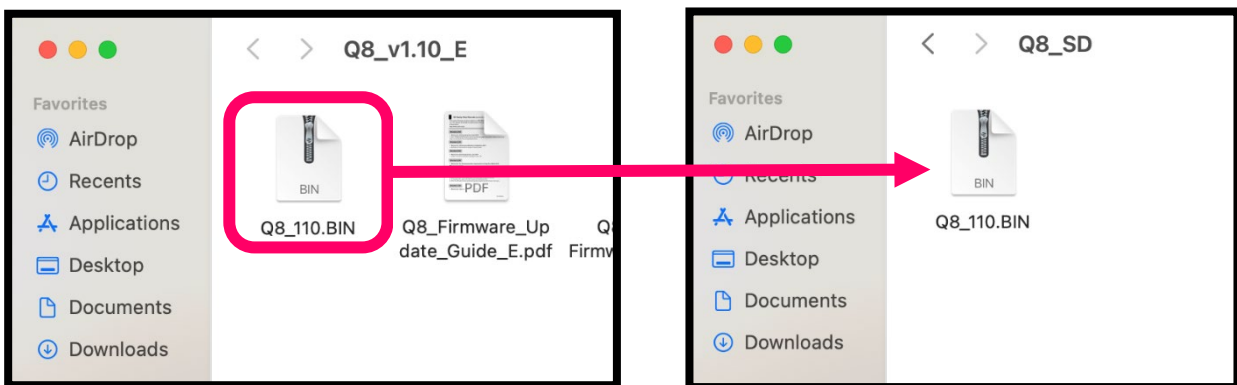 Q8_v1.10_E
Favorites
AirDrop
Recents
Applications
Desktop
Documents
Downloads
BIN
Q8_110.BIN
PDF
Q8_Firmware_Up
date_Guide_E.pdf
Q8_SD
Favorites
AirDrop
Recents
Applications
Desktop
Documents
Downloads
BIN
Q8_110.BIN